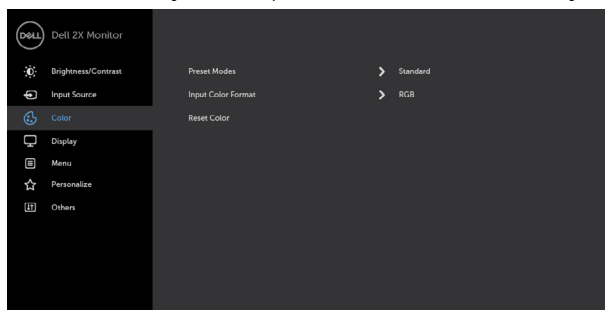 DELL Dell 2X Monitor
Brightness/Contrast
Input Source
Color
Display
Menu
Personalize
Others
Preset Modes Standard
Input Color Format RGB
Reset Color